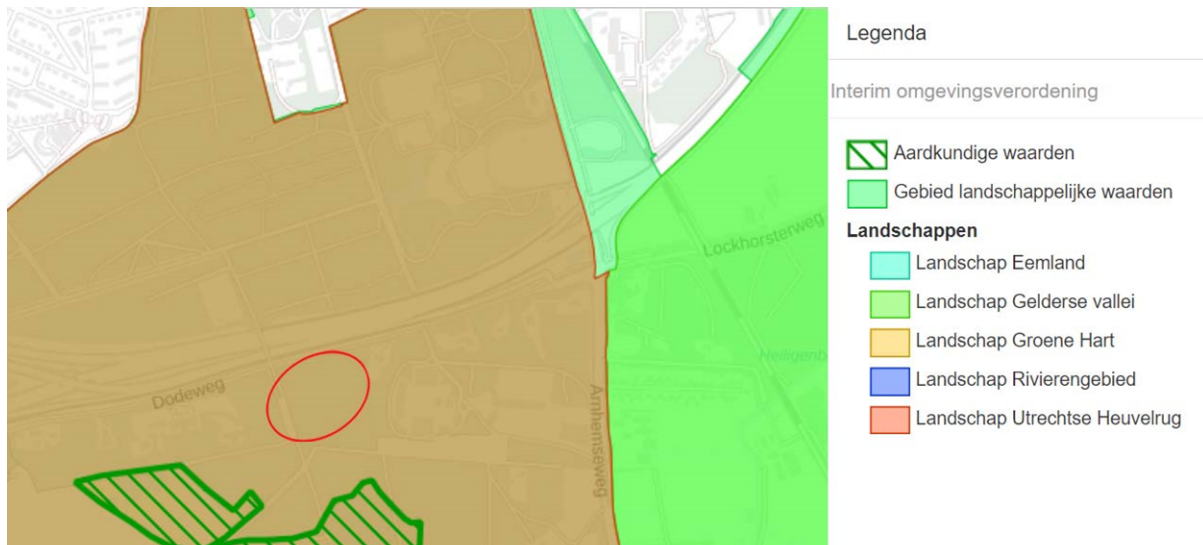 Legenda
Interim omgevingsverordening
Aardkundige waarden
Gebied landschappelijke waarden
Landschappen
Landschap Eemland
Landschap Gelderse vallei
Landschap Groene Hart
Landschap Rivierengebied
Landschap Utrechtse Heuvelrug
Lockhorsterweg
Heiligenb
Dodeweg
Arnhemseweg